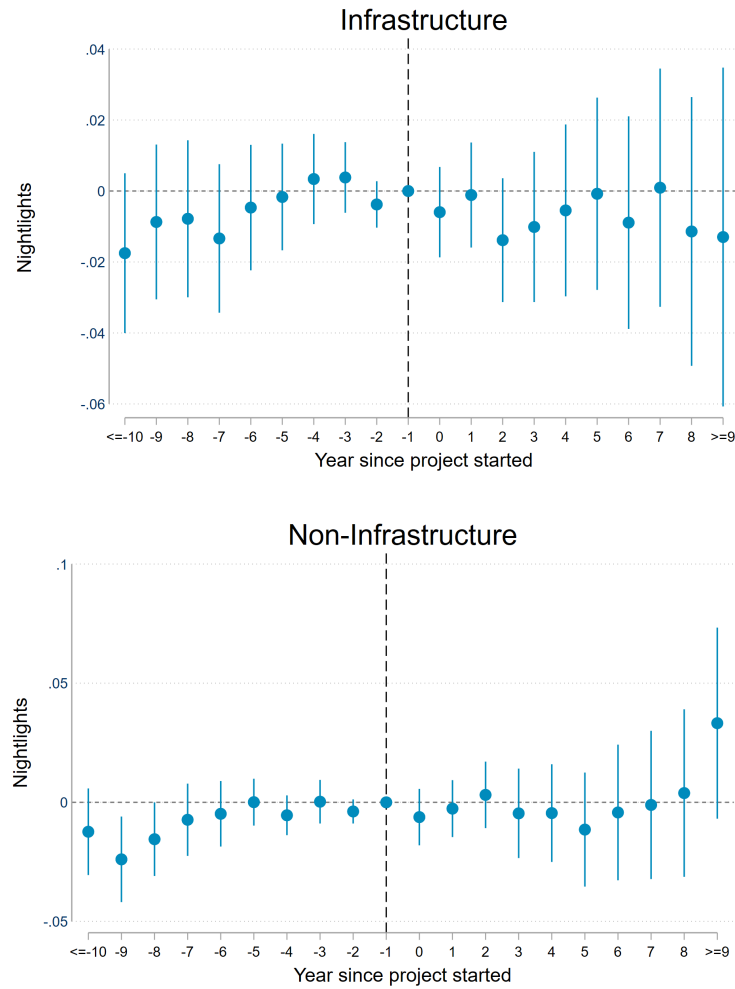 Infrastructure
.04
.02
0
-.02
-.04
-.06
Nightlights
<=-10 -9 -8 -7 -6 -5 -4 -3 -2 -1 0 1 2 3 4 5 6 7 8 >=9
Year since project started
Non-Infrastructure
.1
.05
0
-.05
Nightlights
<=-10 -9 -8 -7 -6 -5 -4 -3 -2 -1 0 1 2 3 4 5 6 7 8 >=9
Year since project started